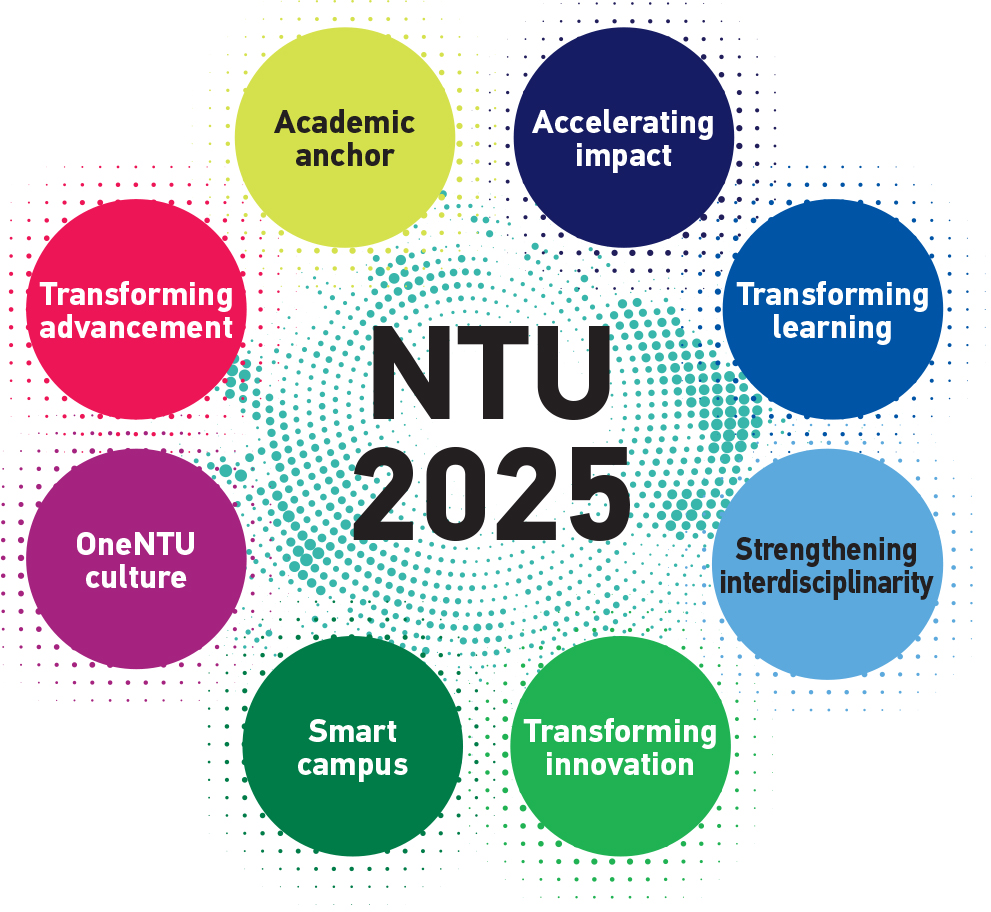 Academic
anchor
Accelerating
impact
Transforming
advancement
Transforming
learning
NTU
2025
OneNTU
culture
Strengthening
interdisciplinarity
Smart
campus
Transforming
innovation